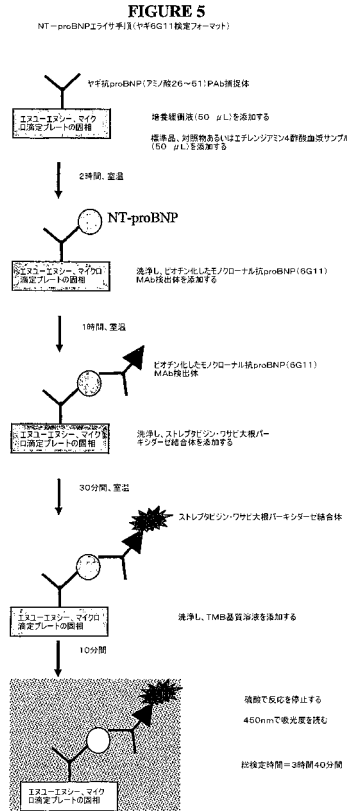 FIGURE 5
NT-proBNPエライサ手順(ヤギ6G11検定フォーマット)
ヤギ抗proBNP(アミノ酸26~51)PAb捕捉体
エヌユーエヌシー、マイク
ロ滴定プレートの固相
培養緩衝液(50 μL)を添加する
標準品、対照物あるいはエチレンジアミン4酢酸血漿サンプル
(50 μL)を添加する
2時間、室温
NT-proBNP
エヌユーエヌシー、マイクロ
滴定プレートの固相
洗浄し、ビオチン化したモノクローナル抗proBNP(6G11)
MAb検出体を添加する
1時間、室温
ビオチン化したモノクローナル抗proBNP(6G11)
MAb検出体
エヌユーエヌシー、マイク
ロ滴定プレートの固相
洗浄し、ストレプタビジン・ワサビ大根パー
キシダーゼ結合体を添加する
30分間、室温
ストレプタビジン・ワサビ大根パーキシダーゼ結合体
エヌユーエヌシー、マイクロ
滴定プレートの固相
洗浄し、TMB基質溶液を添加する
10分間
硫酸で反応を停止する
450nmで吸光度を読む
総検定時間=3時間40分間
エヌユーエヌシー、マイク
ロ滴定プレートの固相